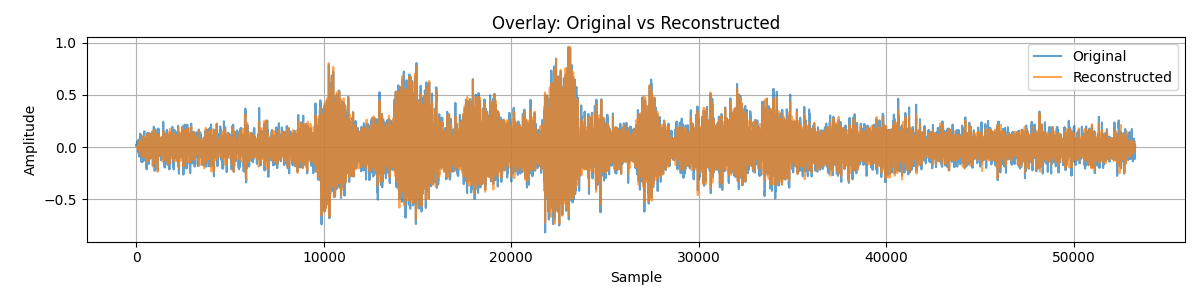 Overlay: Original vs Reconstructed
1.0
0.5
0.0
−0.5
Amplitude
Original
Reconstructed
0
10000
20000
30000
40000
50000
Sample